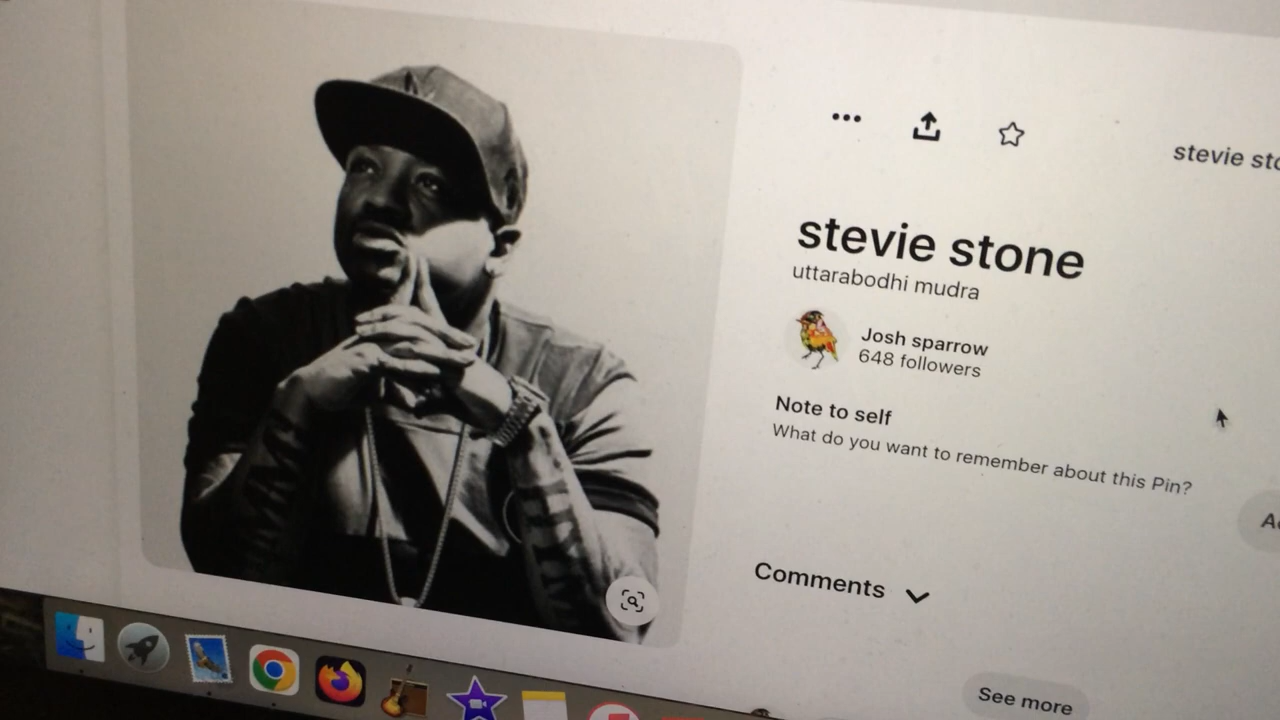 stevie sto
stevie stone
uttarabodhi mudra
Josh sparrow
648 followers
Note to self
What do you want to remember about this Pin?
Comments
See more